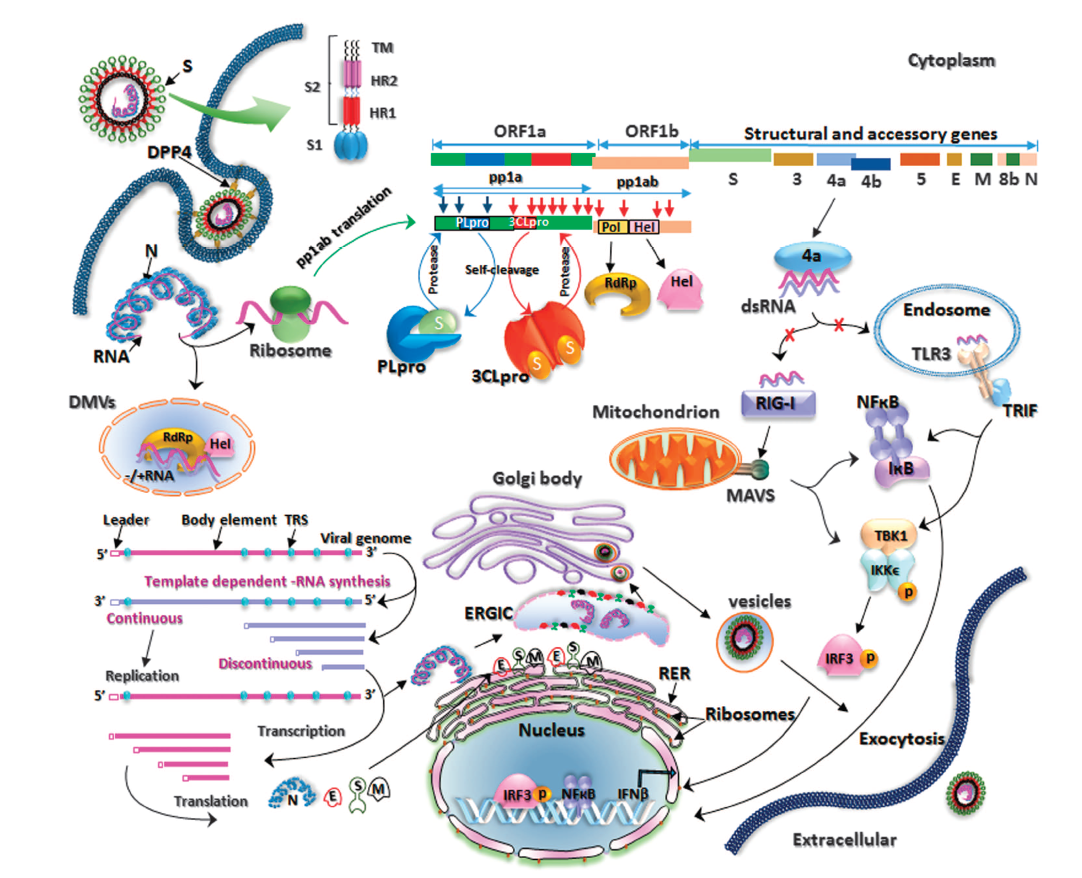 TM
Cytoplasm
S
HR2
S2
HR1
S1
ORF1a
ORF1b
Structural and accessory genes
DPP4
S
3
4a
4b
5
E
M
8b
N
pp1a
pp1ab
pp1ab translation
PLpro
3CLpro
Pol
Hel
N
Protease
Self-cleavage
Protease
RdRp
Hel
4a
dsRNA
Endosome
TLR3
S
S
S
RNA
Ribosome
PLpro
3CLpro
DMVs
Mitochondrion
RIG-I
NFκB
TRIF
RdRp
Hel
-/+RNA
IκB
MAVS
Golgi body
Leader
Body element
TRS
Viral genome
5'
3'
TBK1
IKKϵ
P
Template dependent -RNA synthesis
3'
5'
Continuous
ERGIC
vesicles
Discontinuous
IRF3
P
Replication
E
S
M
E
S
M
RER
5'
3'
Ribosomes
Transcription
Nucleus
Exocytosis
Translation
N
E
S
M
IRF3
P
NFκB
IFNβ
Extracellular